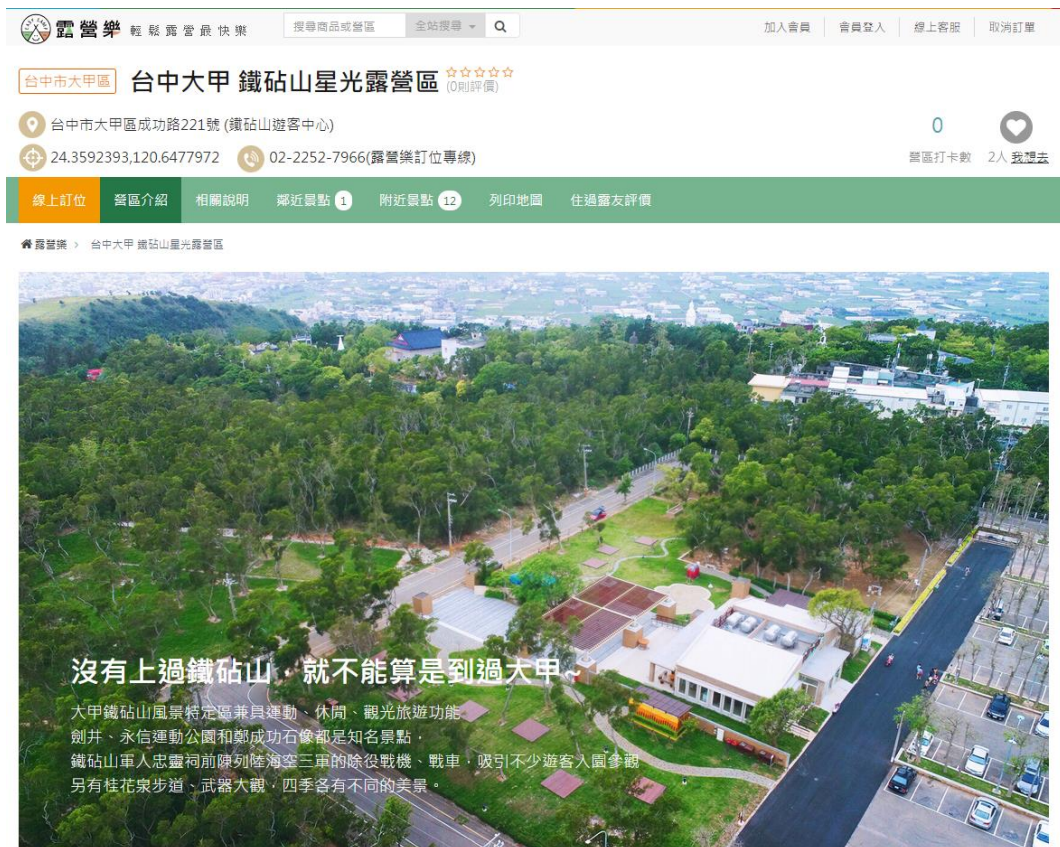 露營樂 輕鬆露營最快樂 搜尋商品或營區 全站搜尋 加入會員 會員登入 線上客服 取消訂單
台中市大甲區 台中大甲 鐵砧山星光露營區 (0則評價)
台中市大甲區成功路221號 (鐵砧山遊客中心)
24.3592393,120.6477972 02-2252-7966(露營樂訂位專線)
0
營區打卡數 2人 我想去
線上訂位 營區介紹 相關說明 鄰近景點 1 附近景點 12 列印地圖 住過露友評價
露營樂 > 台中大甲 鐵砧山星光露營區
沒有上過鐵砧山，就不能算是到過大甲~
大甲鐵砧山風景特定區兼具運動、休閒、觀光旅遊功能，
劍井、永信運動公園和鄭成功石像都是知名景點，
鐵砧山軍人忠靈祠前陳列陸海空三軍的除役戰機、戰車，吸引不少遊客入園參觀
另有桂花泉步道、武器大觀，四季各有不同的美景。